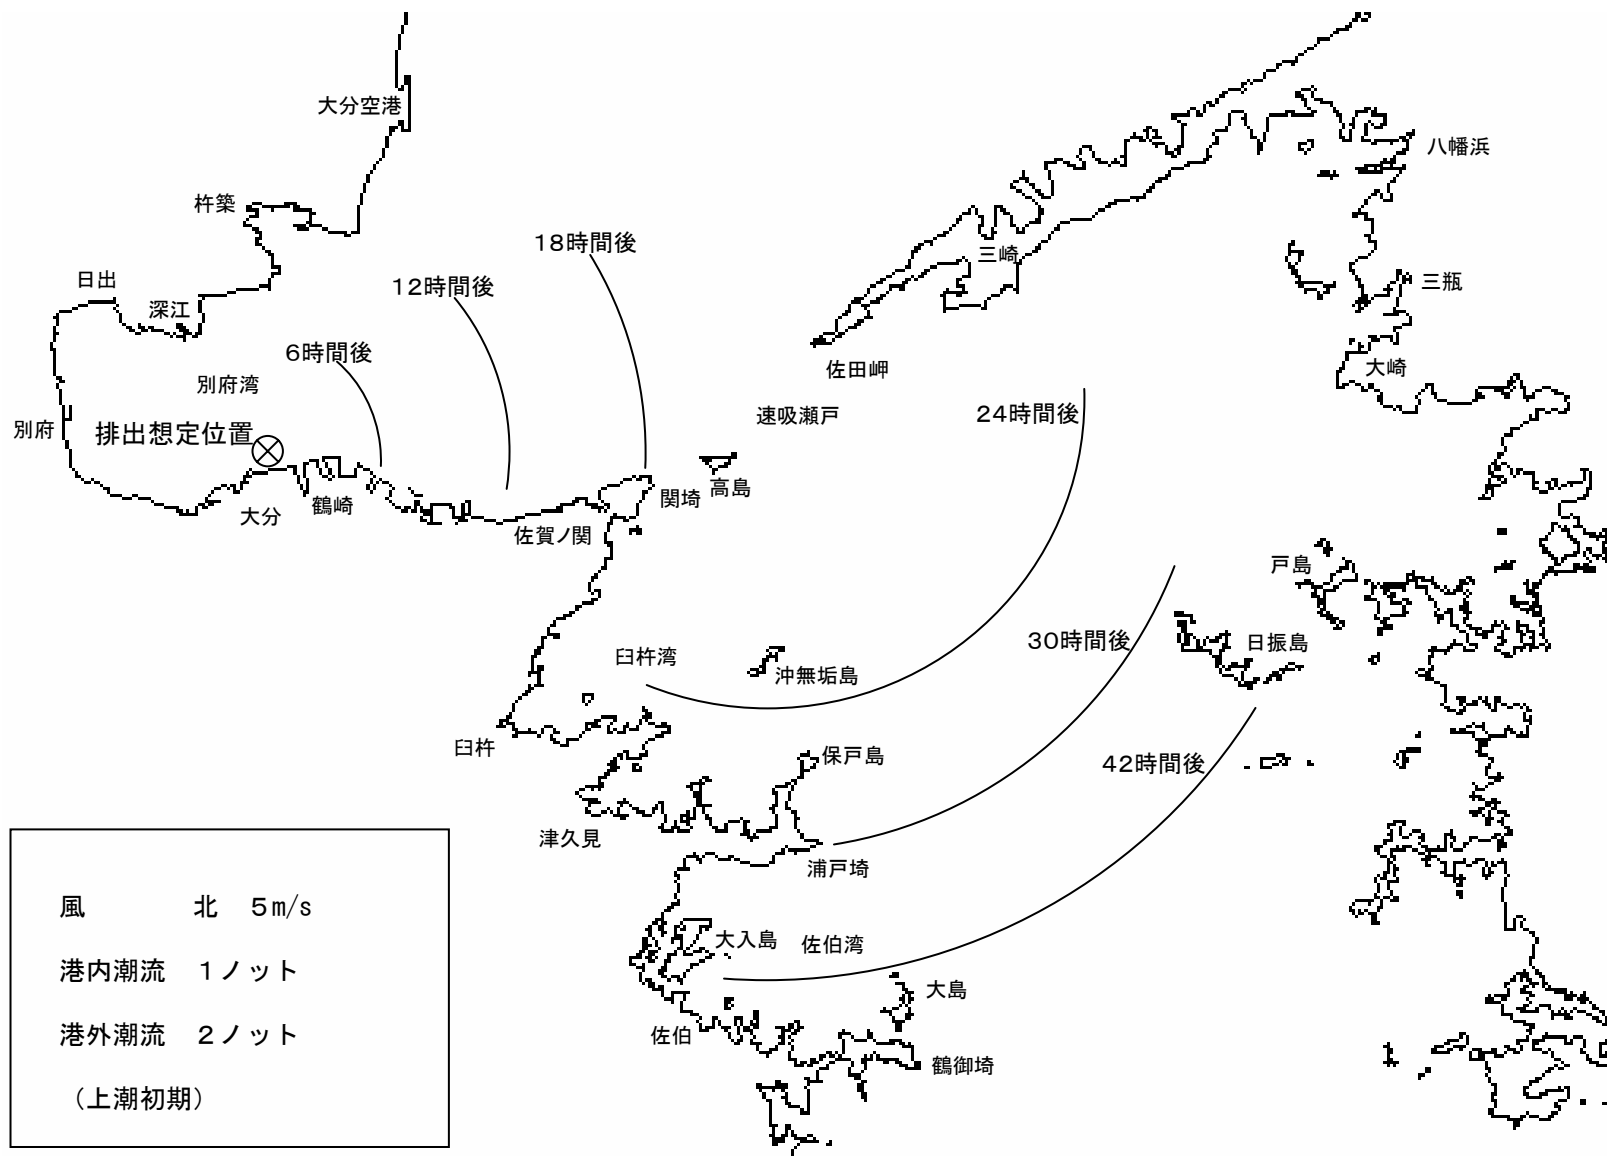 大分空港
八幡浜
杵築
18時間後
三崎
日出
12時間後
三瓶
深江
6時間後
佐田岬
大崎
別府湾
速吸瀬戸
24時間後
別府
排出想定位置
高島
関埼
鶴崎
大分
佐賀ノ関
戸島
30時間後
日振島
臼杵湾
沖無垢島
臼杵
保戸島
42時間後
津久見
浦戸埼
大入島
佐伯湾
大島
佐伯
鶴御埼
風 北 5m/s
港内潮流 1ノット
港外潮流 2ノット
（上潮初期）